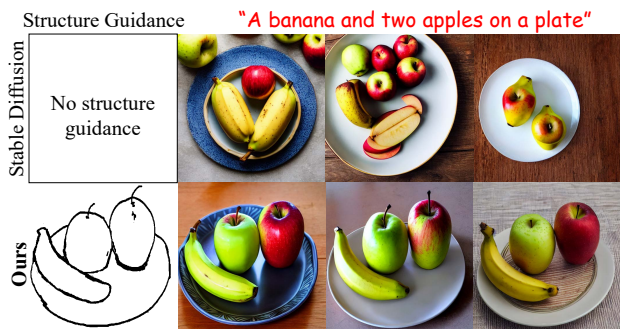 Structure Guidance
“A banana and two apples on a plate”
Stable Diffusion
No structure
guidance
Ours